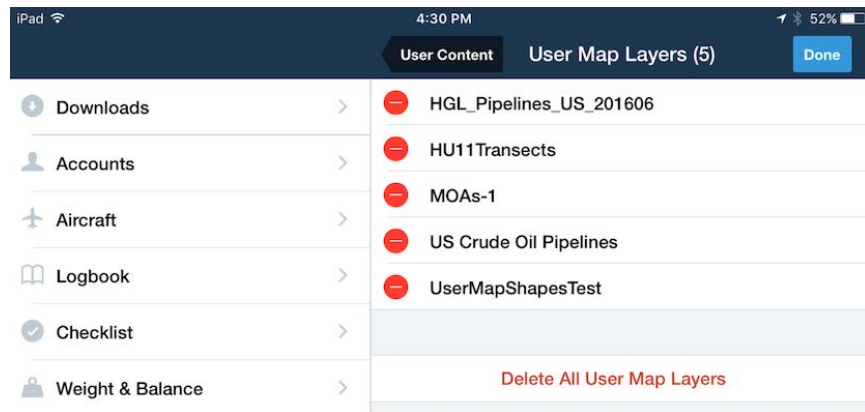 iPad 4:30 PM 52%
User Content User Map Layers (5) Done
Downloads
Accounts
Aircraft
Logbook
Checklist
Weight & Balance
HGL_Pipelines_US_201606
HU11Transects
MOAs-1
US Crude Oil Pipelines
UserMapShapesTest
Delete All User Map Layers